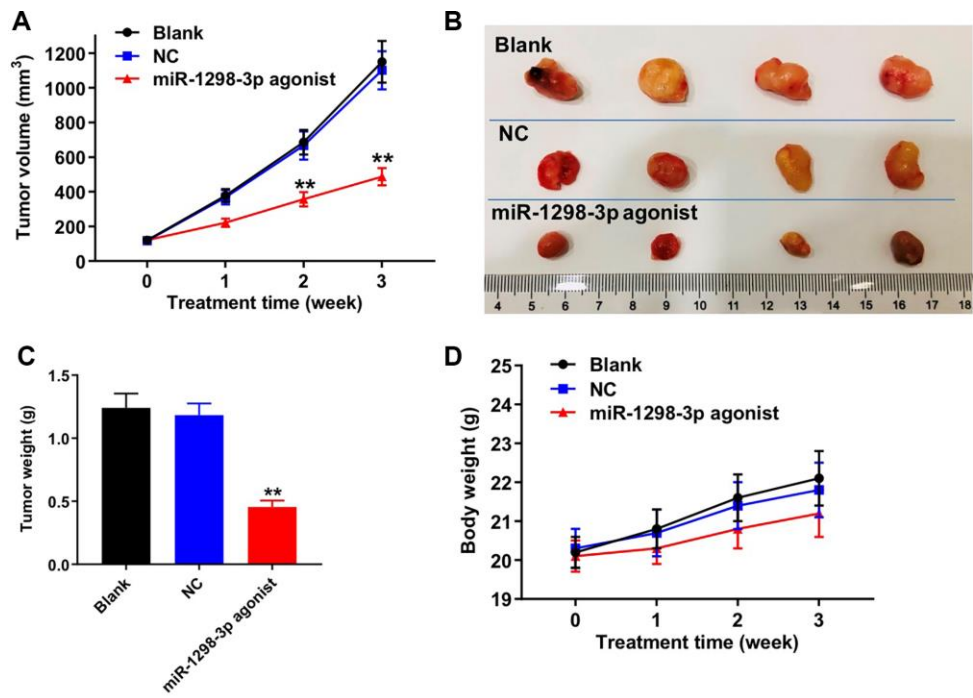 A
Blank
NC
miR-1298-3p agonist
1200
1000
800
600
400
200
0
Tumor volume (mm³)
**
**
0 1 2 3
Treatment time (week)
B
Blank
NC
miR-1298-3p agonist
4 5 6 7 8 9 10 11 12 13 14 15 16 17 18
C
1.5
1.0
0.5
0.0
Tumor weight (g)
**
Blank
NC
miR-1298-3p agonist
D
Blank
NC
miR-1298-3p agonist
25
24
23
22
21
20
19
Body weight (g)
0 1 2 3
Treatment time (week)